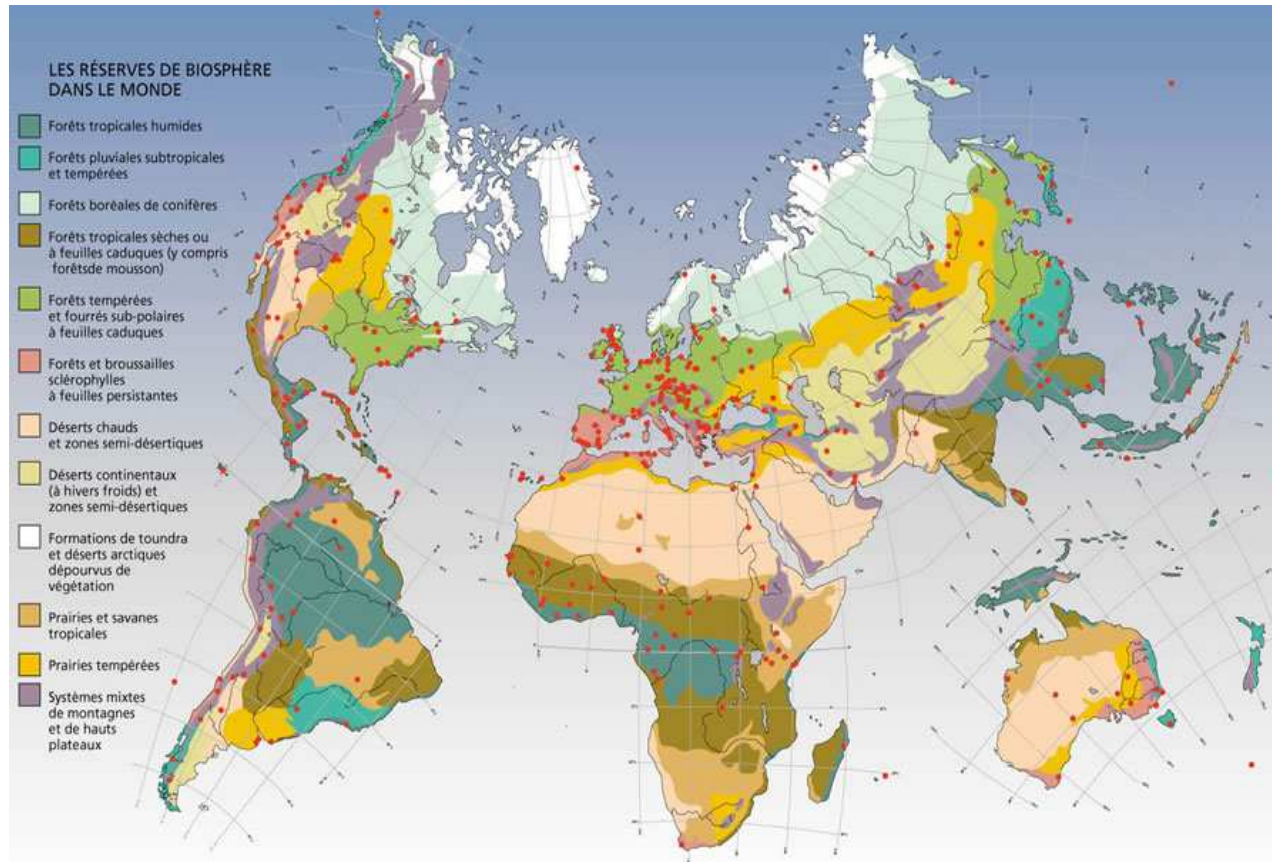 LES RÉSERVES DE BIOSPHÈRE
DANS LE MONDE
Forêts tropicales humides
Forêts pluviales subtropicales
et tempérées
Forêts boréales de conifères
Forêts tropicales sèches ou
à feuilles caduques (y compris
forêtsde mousson)
Forêts tempérées
et fourrés sub-polaires
à feuilles caduques
Forêts et broussailles
sclérophylles
à feuilles persistantes
Déserts chauds
et zones semi-désertiques
Déserts continentaux
(à hivers froids) et
zones semi-désertiques
Formations de toundra
et déserts arctiques
dépourvus de
végétation
Prairies et savanes
tropicales
Prairies tempérées
Systèmes mixtes
de montagnes
et de hauts
plateaux